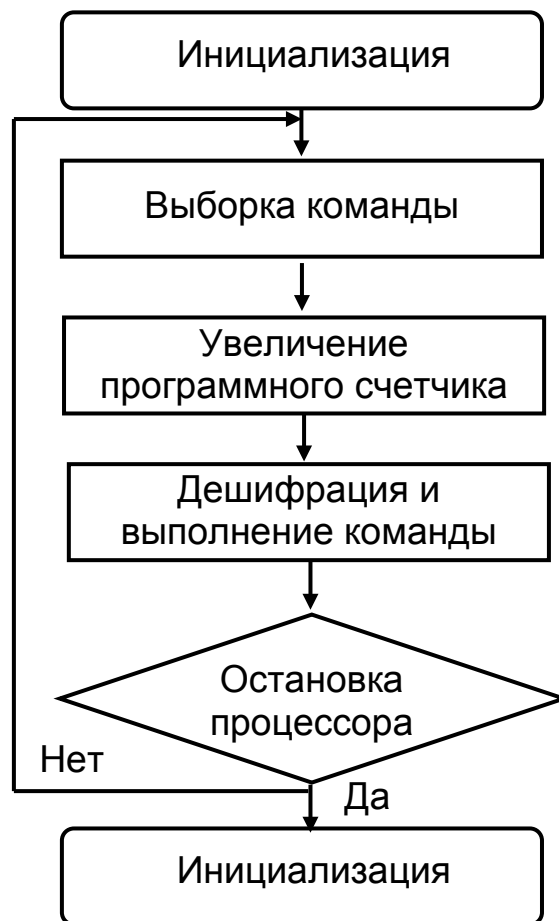 Инициализация
Выборка команды
Увеличение
программного счетчика
Дешифрация и
выполнение команды
Остановка
процессора
Нет
Да
Инициализация